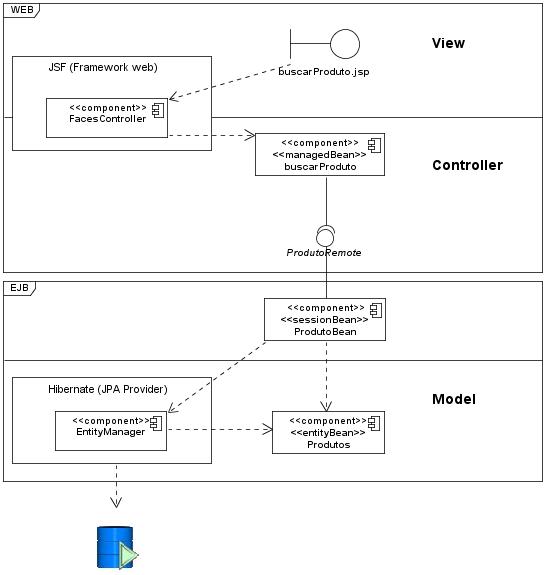 WEB
View
buscarProduto.jsp
JSF (Framework web)
<<component>>
FacesController
<<component>>
<<managedBean>>
buscarProduto
Controller
ProdutoRemote
EJB
<<component>>
<<sessionBean>>
ProdutoBean
Hibernate (JPA Provider)
Model
<<component>>
EntityManager
<<component>>
<<entityBean>>
Produtos